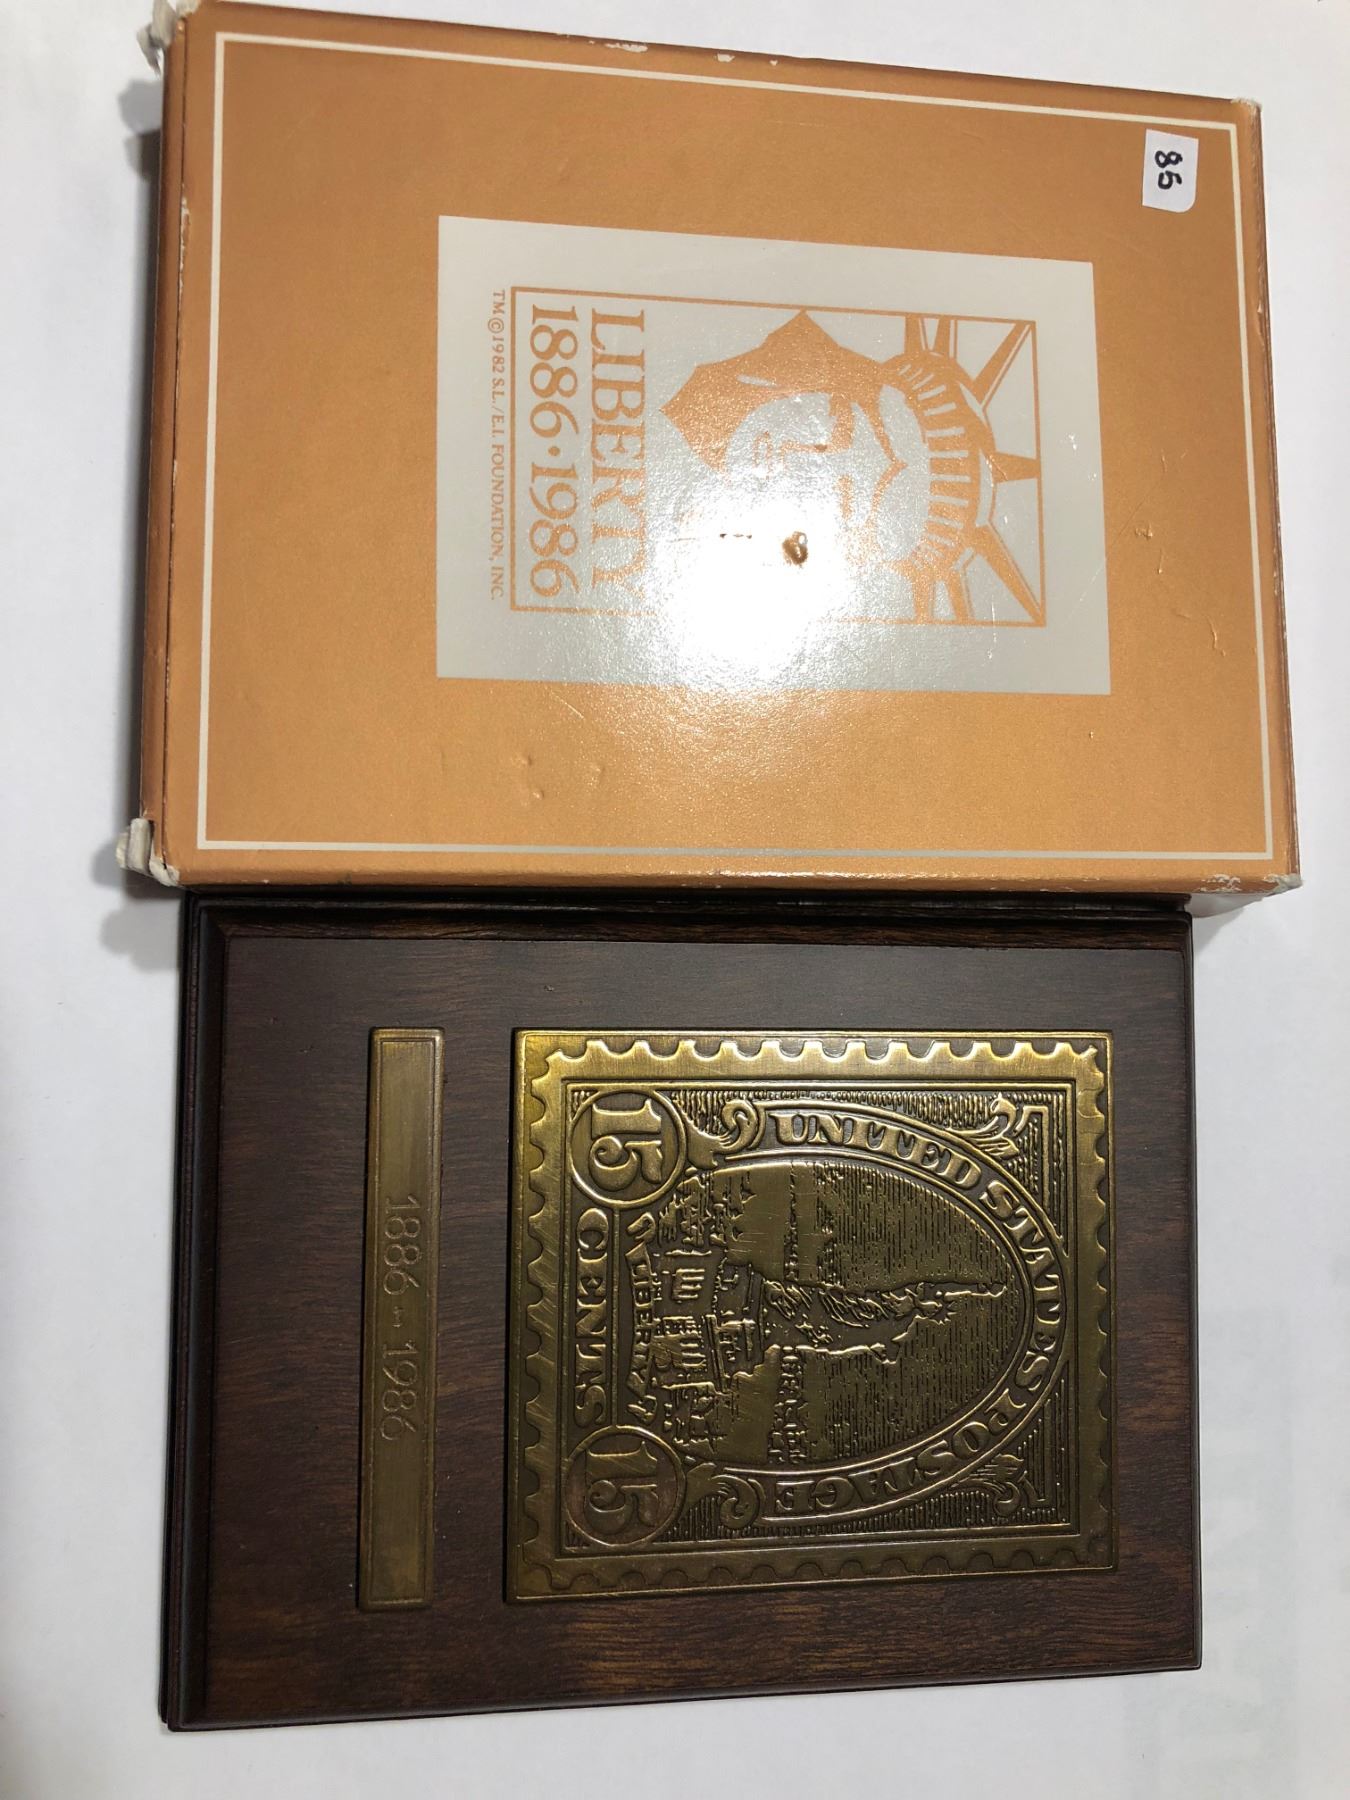 85
LIBERTY
1886·1986
TM©1982 S.L./E.I. FOUNDATION, INC.
UNITED STATES POSTAGE
LIBERTY
15 CENTS 15
1886-1986